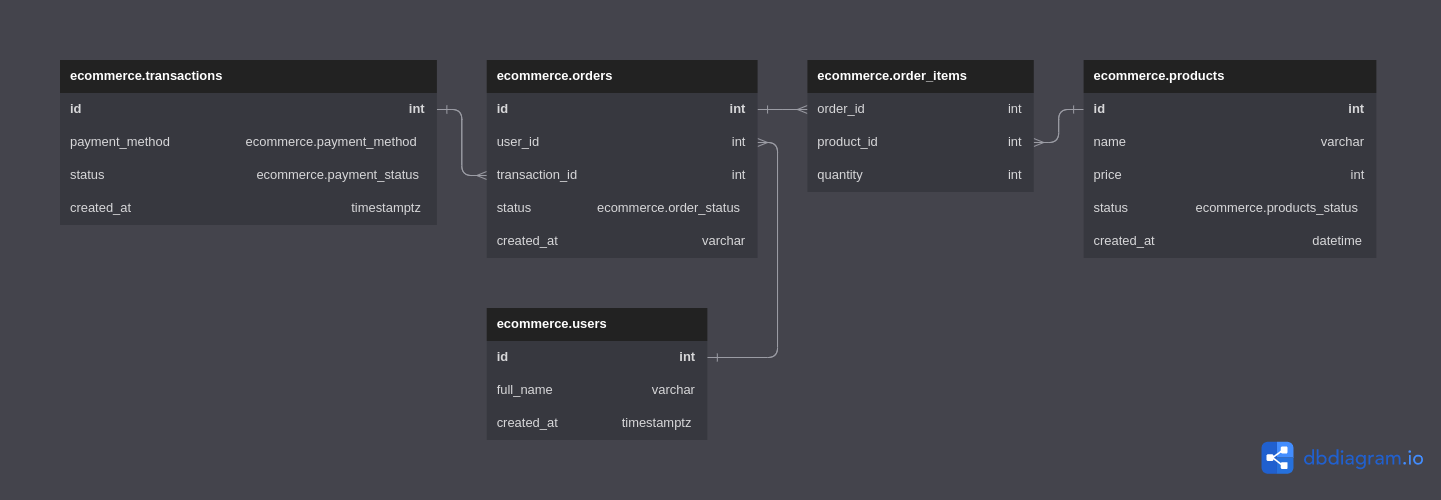 ecommerce.transactions
id int
payment_method ecommerce.payment_method
status ecommerce.payment_status
created_at timestamptz
ecommerce.orders
id int
user_id int
transaction_id int
status ecommerce.order_status
created_at varchar
ecommerce.order_items
order_id int
product_id int
quantity int
ecommerce.products
id int
name varchar
price int
status ecommerce.products_status
created_at datetime
ecommerce.users
id int
full_name varchar
created_at timestamptz
dbdiagram.io